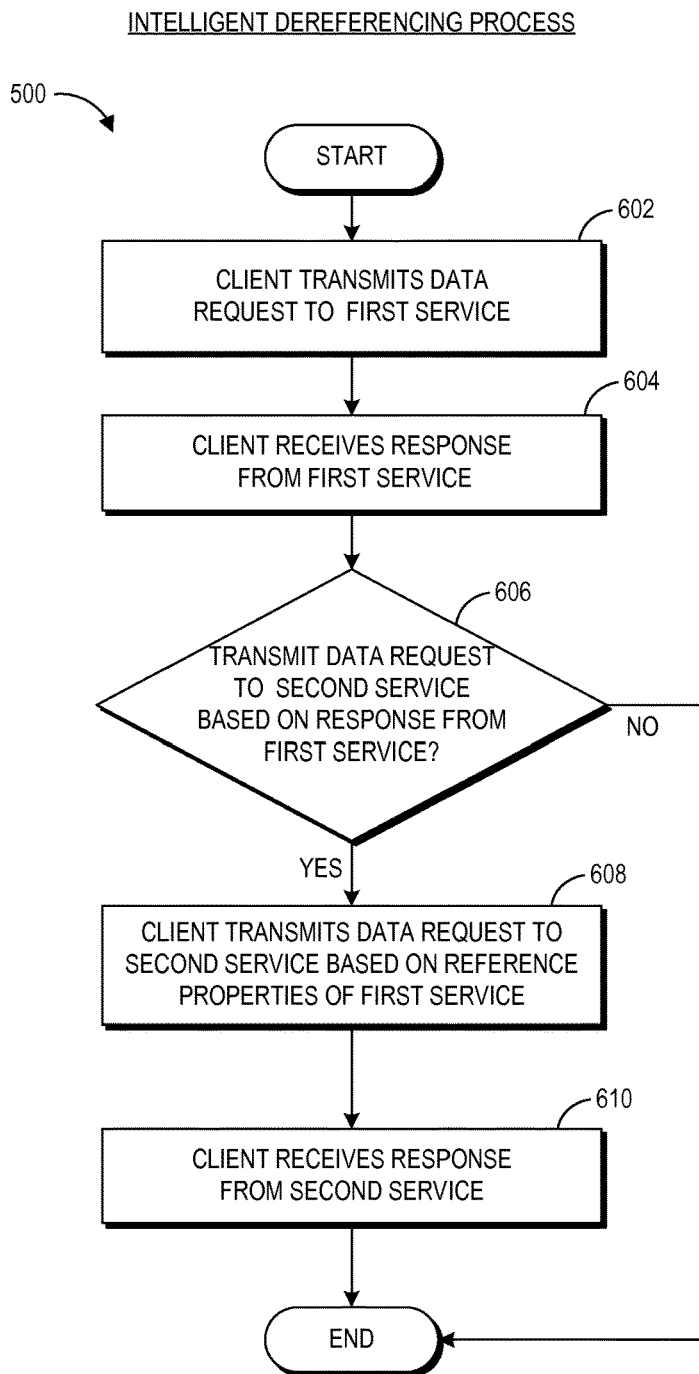 INTELLIGENT DEREFERENCING PROCESS
500
START
602
CLIENT TRANSMITS DATA
REQUEST TO FIRST SERVICE
604
CLIENT RECEIVES RESPONSE
FROM FIRST SERVICE
606
TRANSMIT DATA REQUEST
TO SECOND SERVICE
BASED ON RESPONSE FROM
FIRST SERVICE?
NO
YES
608
CLIENT TRANSMITS DATA REQUEST TO
SECOND SERVICE BASED ON REFERENCE
PROPERTIES OF FIRST SERVICE
610
CLIENT RECEIVES RESPONSE
FROM SECOND SERVICE
END